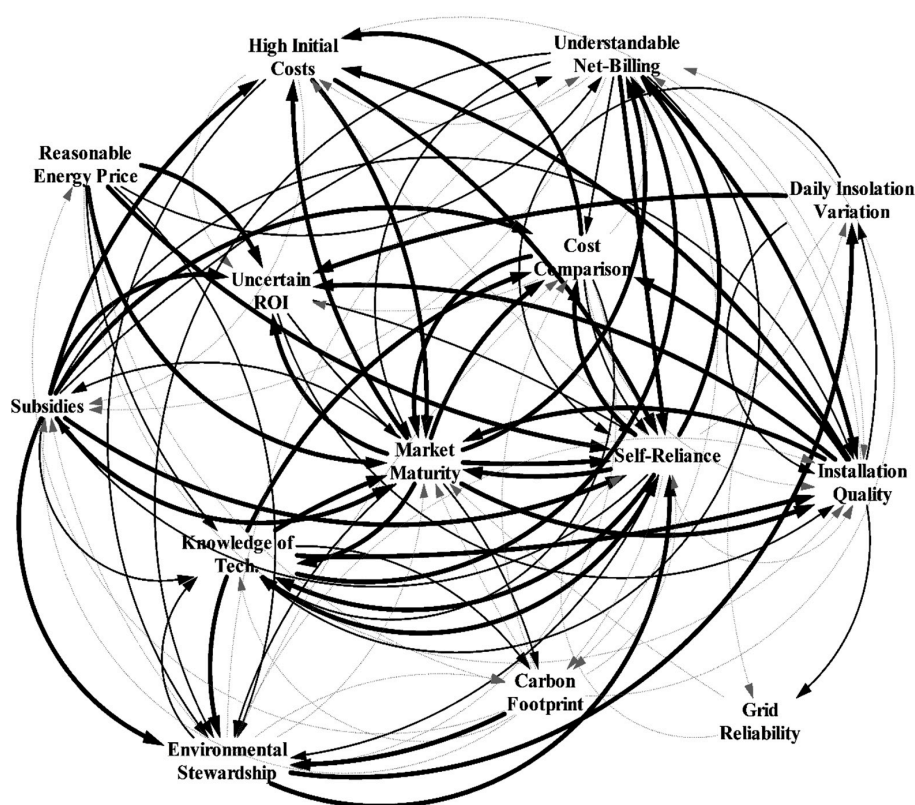 High Initial
Costs
Understandable
Net-Billing
Reasonable
Energy Price
Daily Insolation
Variation
Cost
Comparison
Uncertain
ROI
Subsidies
Market
Maturity
Self-Reliance
Installation
Quality
Knowledge of
Tech.
Carbon
Footprint
Grid
Reliability
Environmental
Stewardship